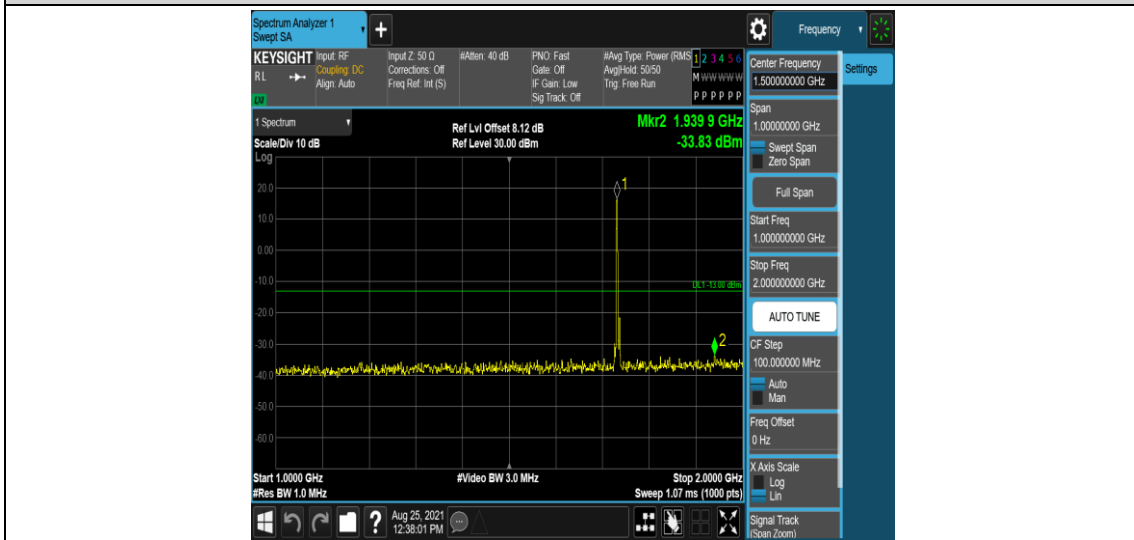 Spectrum Analyzer 1
Swept SA
+
Frequency
KEYSIGHT
RL
LXI
Input: RF
Coupling: DC
Align: Auto
Input Z: 50 Ω
Corrections: Off
Freq Ref: Int (S)
#Atten: 40 dB
PNO: Fast
Gate: Off
IF Gain: Low
Sig Track: Off
#Avg Type: Power (RMS
Avg|Hold: 50/50
Trig: Free Run
1 2 3 4 5 6
M W W W W W
P P P P P P
1 Spectrum
Scale/Div 10 dB
Log
Ref Lvl Offset 8.12 dB
Ref Level 30.00 dBm
Mkr2 1.939 9 GHz
-33.83 dBm
20.0
10.0
0.00
-10.0
-20.0
-30.0
-40.0
-50.0
-60.0
1
DL1 -13.00 dBm
2
Start 1.0000 GHz
#Res BW 1.0 MHz
#Video BW 3.0 MHz
Stop 2.0000 GHz
Sweep 1.07 ms (1000 pts)
?
Aug 25, 2021
12:38:01 PM
Center Frequency
1.500000000 GHz
Settings
Span
1.00000000 GHz
Swept Span
Zero Span
Full Span
Start Freq
1.000000000 GHz
Stop Freq
2.000000000 GHz
AUTO TUNE
CF Step
100.000000 MHz
Auto
Man
Freq Offset
0 Hz
X Axis Scale
Log
Lin
Signal Track
(Span Zoom)